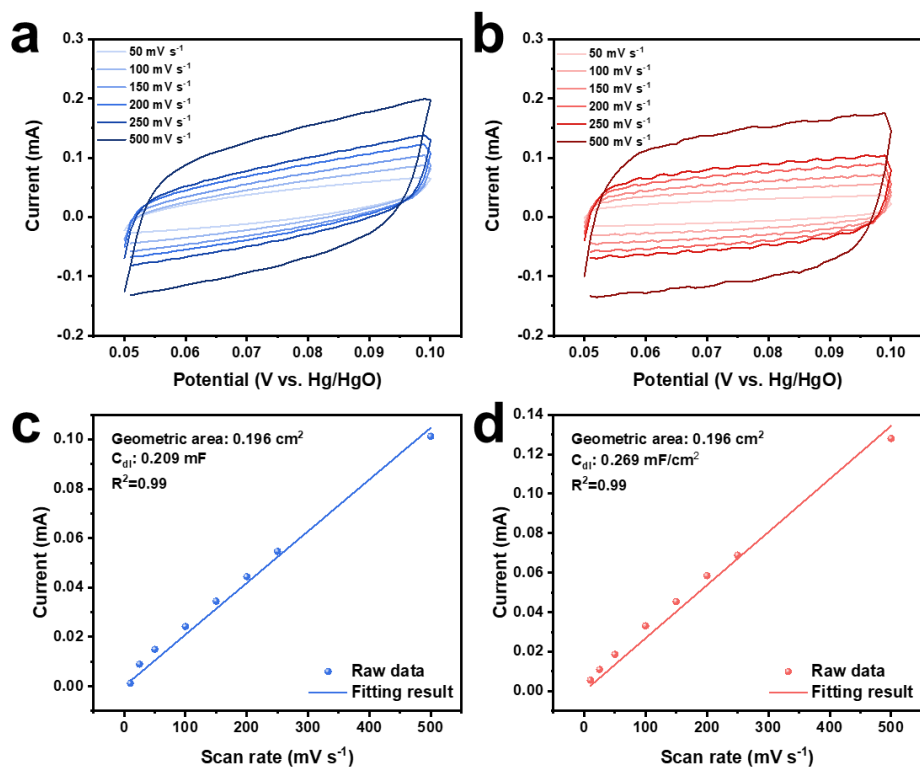 a
0.3
0.2
0.1
0.0
-0.1
-0.2
Current (mA)
50 mV s⁻¹
100 mV s⁻¹
150 mV s⁻¹
200 mV s⁻¹
250 mV s⁻¹
500 mV s⁻¹
0.05 0.06 0.07 0.08 0.09 0.10
Potential (V vs. Hg/HgO)
b
0.3
0.2
0.1
0.0
-0.1
-0.2
Current (mA)
50 mV s⁻¹
100 mV s⁻¹
150 mV s⁻¹
200 mV s⁻¹
250 mV s⁻¹
500 mV s⁻¹
0.05 0.06 0.07 0.08 0.09 0.10
Potential (V vs. Hg/HgO)
c
0.10
0.08
0.06
0.04
0.02
0.00
Current (mA)
Geometric area: 0.196 cm²
C_dl: 0.209 mF
R²=0.99
Raw data
Fitting result
0 100 200 300 400 500
Scan rate (mV s⁻¹)
d
0.14
0.12
0.10
0.08
0.06
0.04
0.02
0.00
Current (mA)
Geometric area: 0.196 cm²
C_dl: 0.269 mF/cm²
R²=0.99
Raw data
Fitting result
0 100 200 300 400 500
Scan rate (mV s⁻¹)